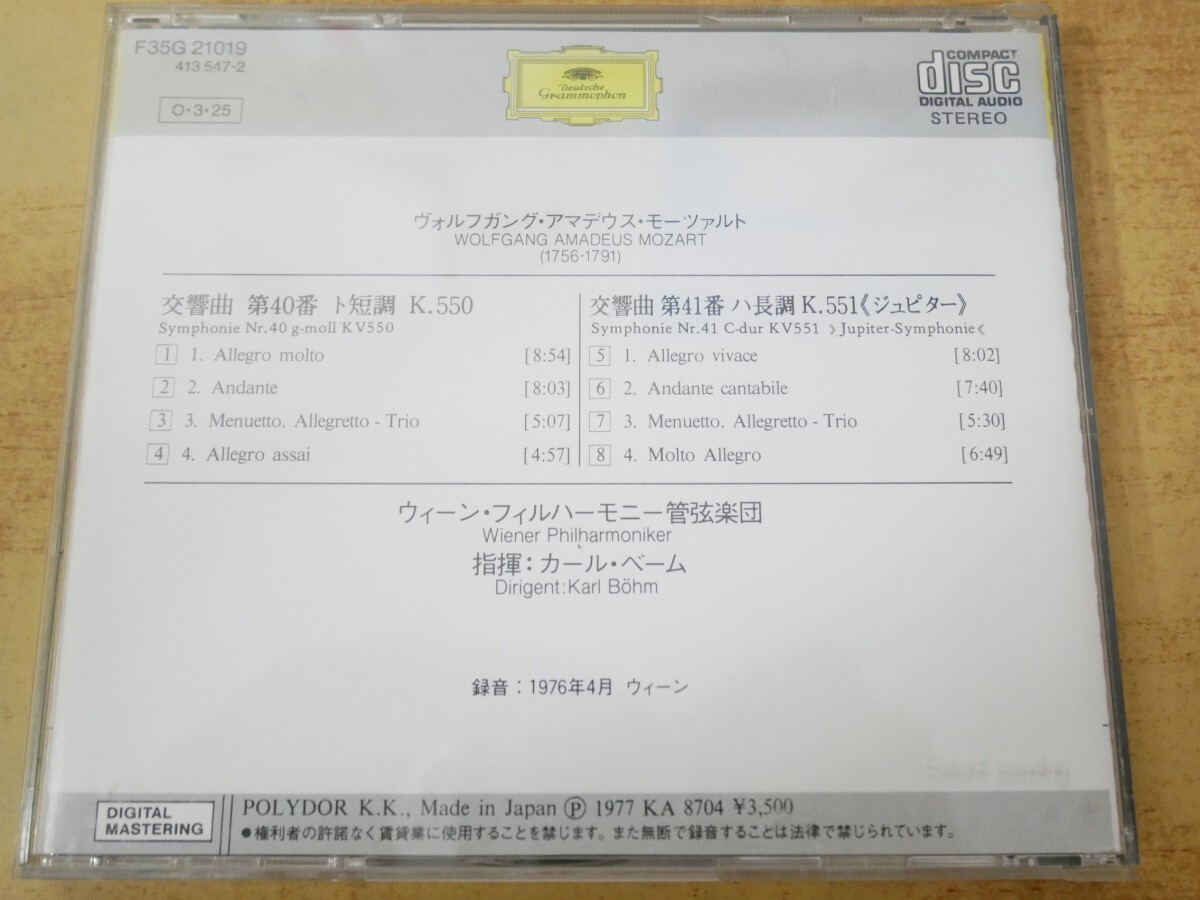 F35G 21019
413 547-2
O・3・25
Deutsche
Grammophon
COMPACT
disc
DIGITAL AUDIO
STEREO
ヴォルフガング・アマデウス・モーツァルト
WOLFGANG AMADEUS MOZART
(1756-1791)
交響曲 第40番 ト短調 K.550
Symphonie Nr.40 g-moll KV550
1 1. Allegro molto [8:54]
2 2. Andante [8:03]
3 3. Menuetto. Allegretto - Trio [5:07]
4 4. Allegro assai [4:57]
交響曲 第41番 ハ長調 K.551《ジュピター》
Symphonie Nr.41 C-dur KV551 》Jupiter-Symphonie《
5 1. Allegro vivace [8:02]
6 2. Andante cantabile [7:40]
7 3. Menuetto. Allegretto - Trio [5:30]
8 4. Molto Allegro [6:49]
ウィーン・フィルハーモニー管弦楽団
Wiener Philharmoniker
指揮：カール・ベーム
Dirigent:Karl Böhm
録音：1976年4月 ウィーン
DIGITAL
MASTERING
POLYDOR K.K., Made in Japan Ⓟ 1977 KA 8704 ¥3,500
●権利者の許諾なく賃貸業に使用することを禁じます。また無断で録音することは法律で禁じられています。